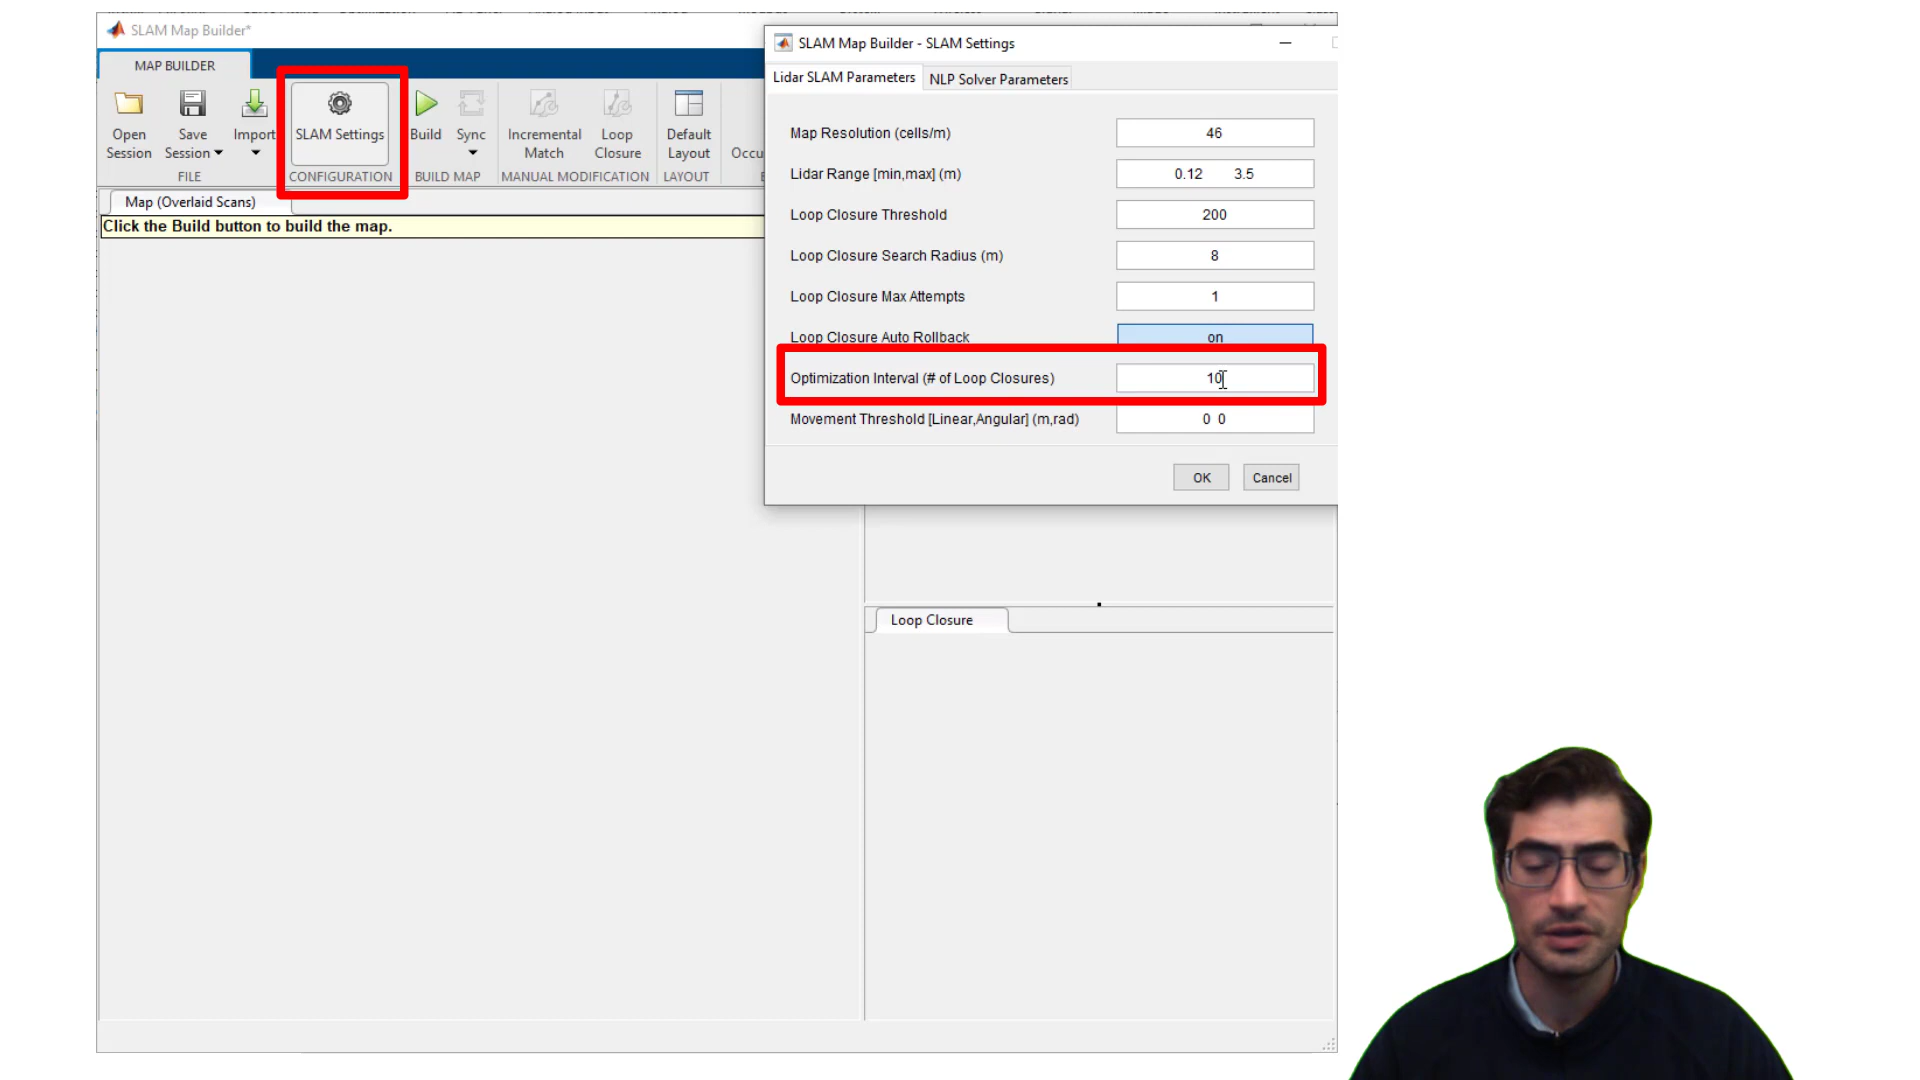 SLAM Map Builder*
MAP BUILDER
Open Session
Save Session
Import
SLAM Settings
Build
Sync
Incremental Match
Loop Closure
Default Layout
FILE
CONFIGURATION
BUILD MAP
MANUAL MODIFICATION
LAYOUT
Map (Overlaid Scans)
Click the Build button to build the map.
SLAM Map Builder - SLAM Settings
Lidar SLAM Parameters
NLP Solver Parameters
Map Resolution (cells/m) 46
Lidar Range [min,max] (m) 0.12 3.5
Loop Closure Threshold 200
Loop Closure Search Radius (m) 8
Loop Closure Max Attempts 1
Loop Closure Auto Rollback on
Optimization Interval (# of Loop Closures) 10
Movement Threshold [Linear,Angular] (m,rad) 0 0
OK Cancel
Loop Closure